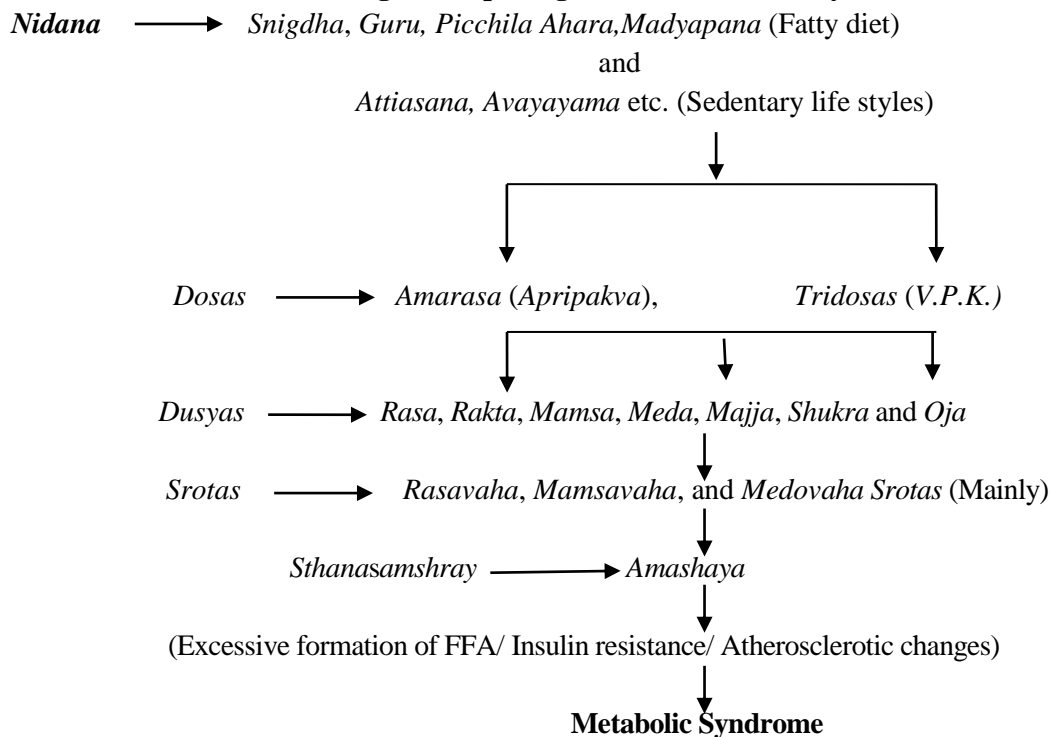 Nidana Snigdha, Guru, Picchila Ahara,Madyapana (Fatty diet)
and
Attiasana, Avayayama etc. (Sedentary life styles)
Dosas Amarasa (Apripakva), Tridosas (V.P.K.)
Dusyas Rasa, Rakta, Mamsa, Meda, Majja, Shukra and Oja
Srotas Rasavaha, Mamsavaha, and Medovaha Srotas (Mainly)
Sthanasamshray Amashaya
(Excessive formation of FFA/ Insulin resistance/ Atherosclerotic changes)
Metabolic Syndrome